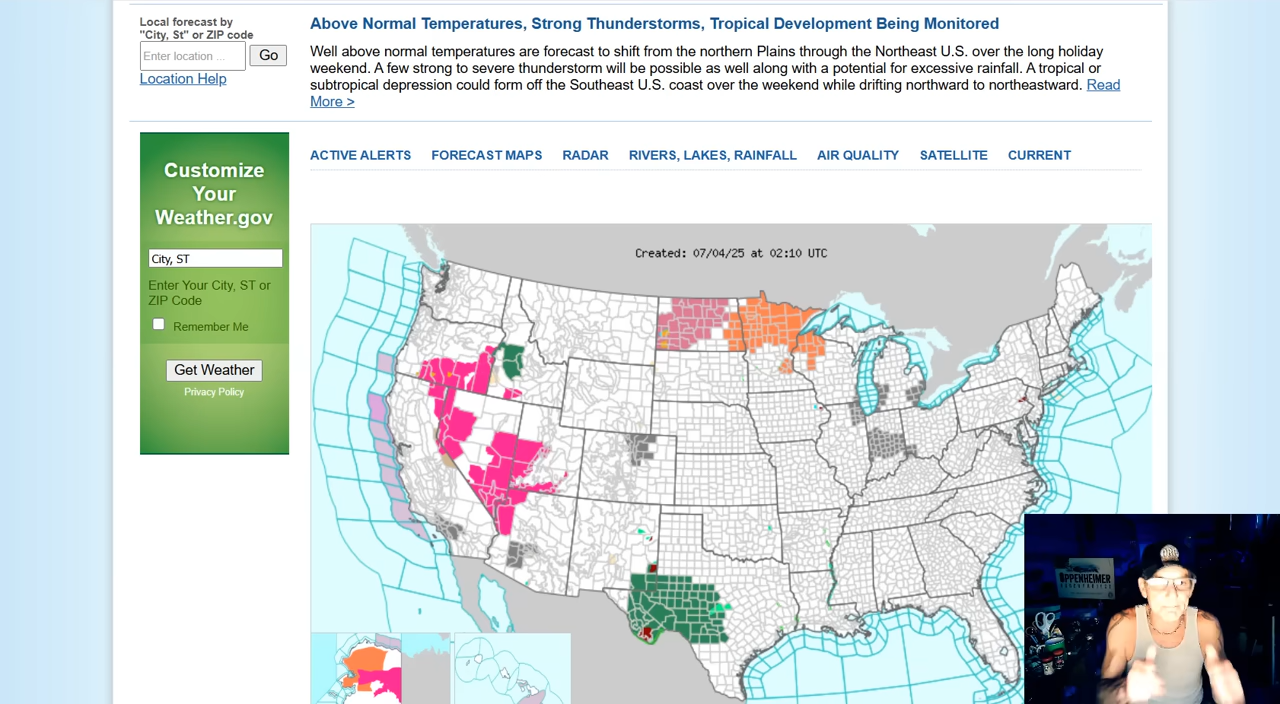 Local forecast by
"City, St" or ZIP code
Enter location ...
Go
Location Help
Above Normal Temperatures, Strong Thunderstorms, Tropical Development Being Monitored
Well above normal temperatures are forecast to shift from the northern Plains through the Northeast U.S. over the long holiday
weekend. A few strong to severe thunderstorm will be possible as well along with a potential for excessive rainfall. A tropical or
subtropical depression could form off the Southeast U.S. coast over the weekend while drifting northward to northeastward. Read
More >
Customize
Your
Weather.gov
City, ST
Enter Your City, ST or
ZIP Code
Remember Me
Get Weather
Privacy Policy
ACTIVE ALERTS FORECAST MAPS RADAR RIVERS, LAKES, RAINFALL AIR QUALITY SATELLITE CURRENT
Created: 07/04/25 at 02:10 UTC
OPPENHEIMER